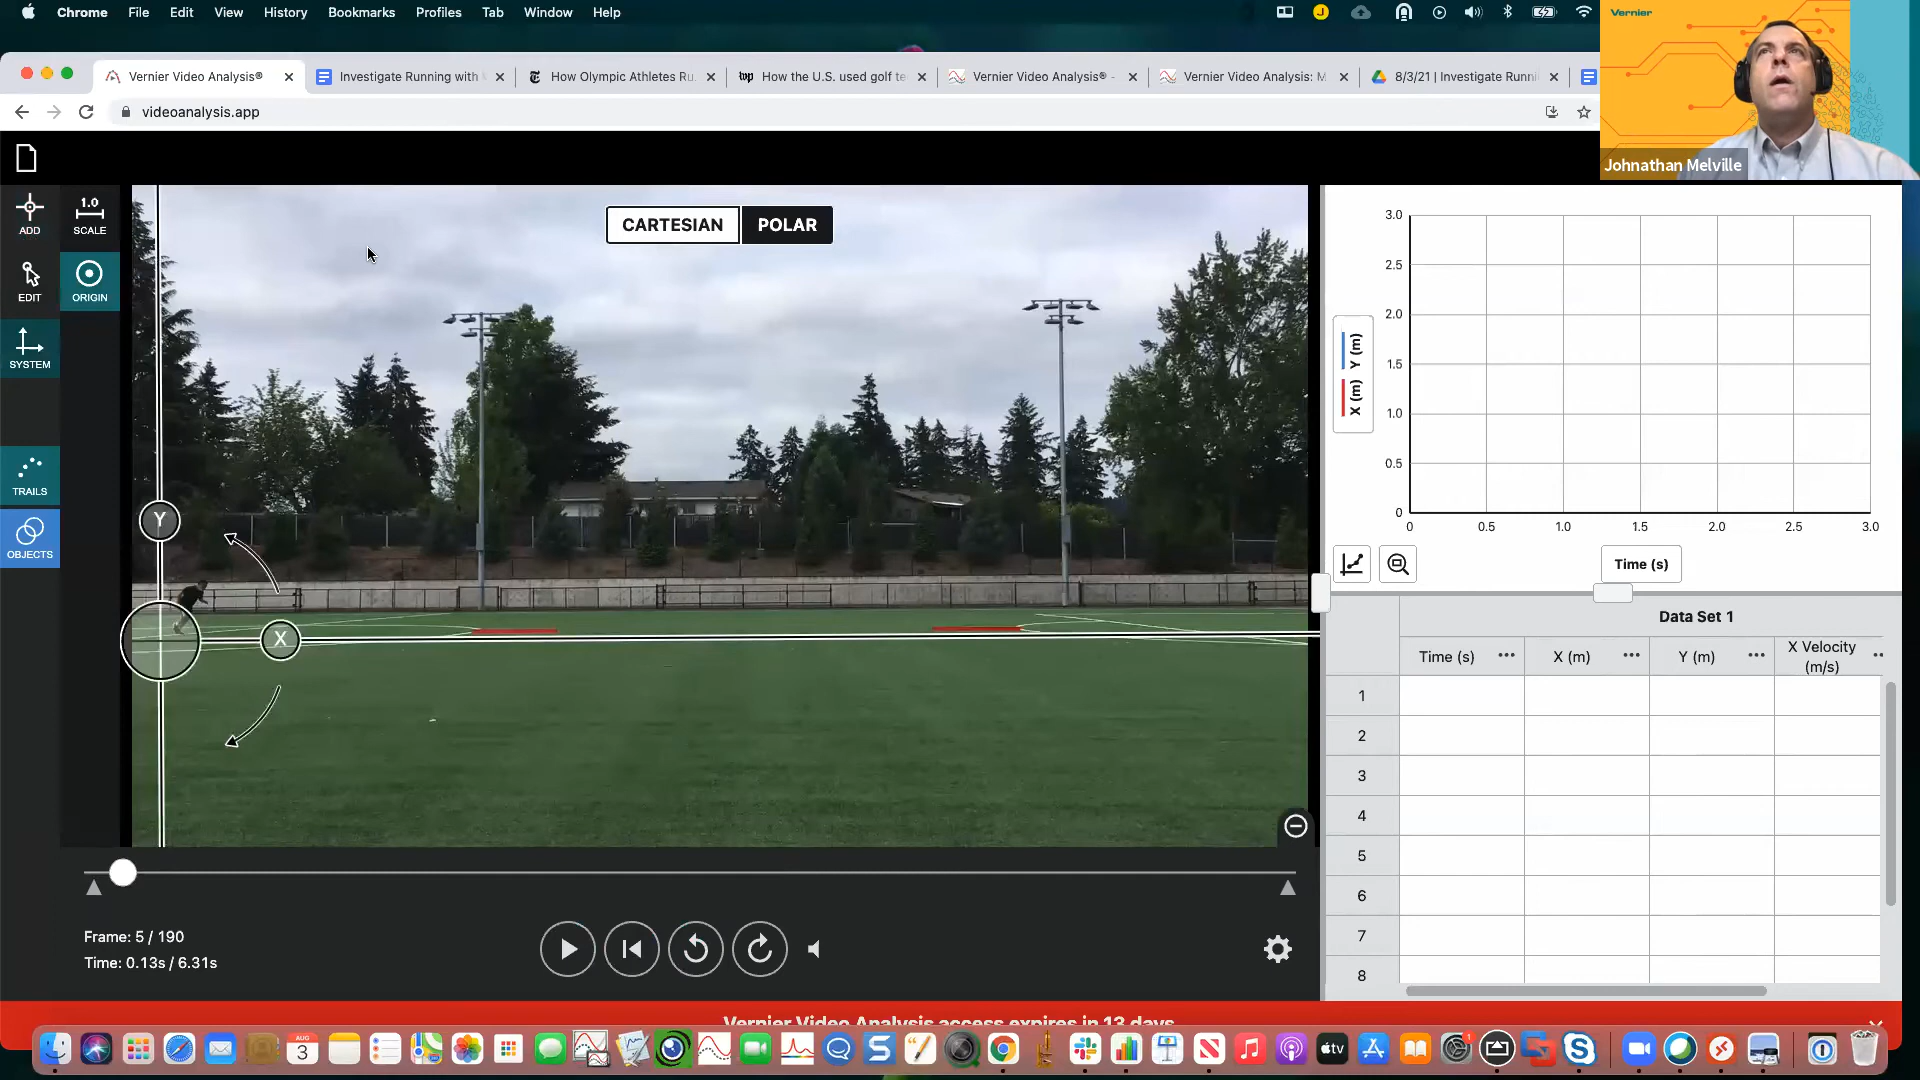 Chrome File Edit View History Bookmarks Profiles Tab Window Help
Vernier
Vernier Video Analysis®
Investigate Running with
How Olympic Athletes Ru
wp How the U.S. used golf te
Vernier Video Analysis® -
Vernier Video Analysis: M
8/3/21 | Investigate Runni
videoanalysis.app
Johnathan Melville
ADD
1.0
SCALE
EDIT
ORIGIN
SYSTEM
TRAILS
OBJECTS
CARTESIAN POLAR
Y
X
3.0
2.5
2.0
1.5
1.0
0.5
0
X (m) Y (m)
0 0.5 1.0 1.5 2.0 2.5 3.0
Time (s)
Data Set 1
Time (s) ••• X (m) ••• Y (m) ••• X Velocity (m/s)
1
2
3
4
5
6
7
8
Frame: 5 / 190
Time: 0.13s / 6.31s
Vernier Video Analysis access expires in 13 days
AUG
3
tv